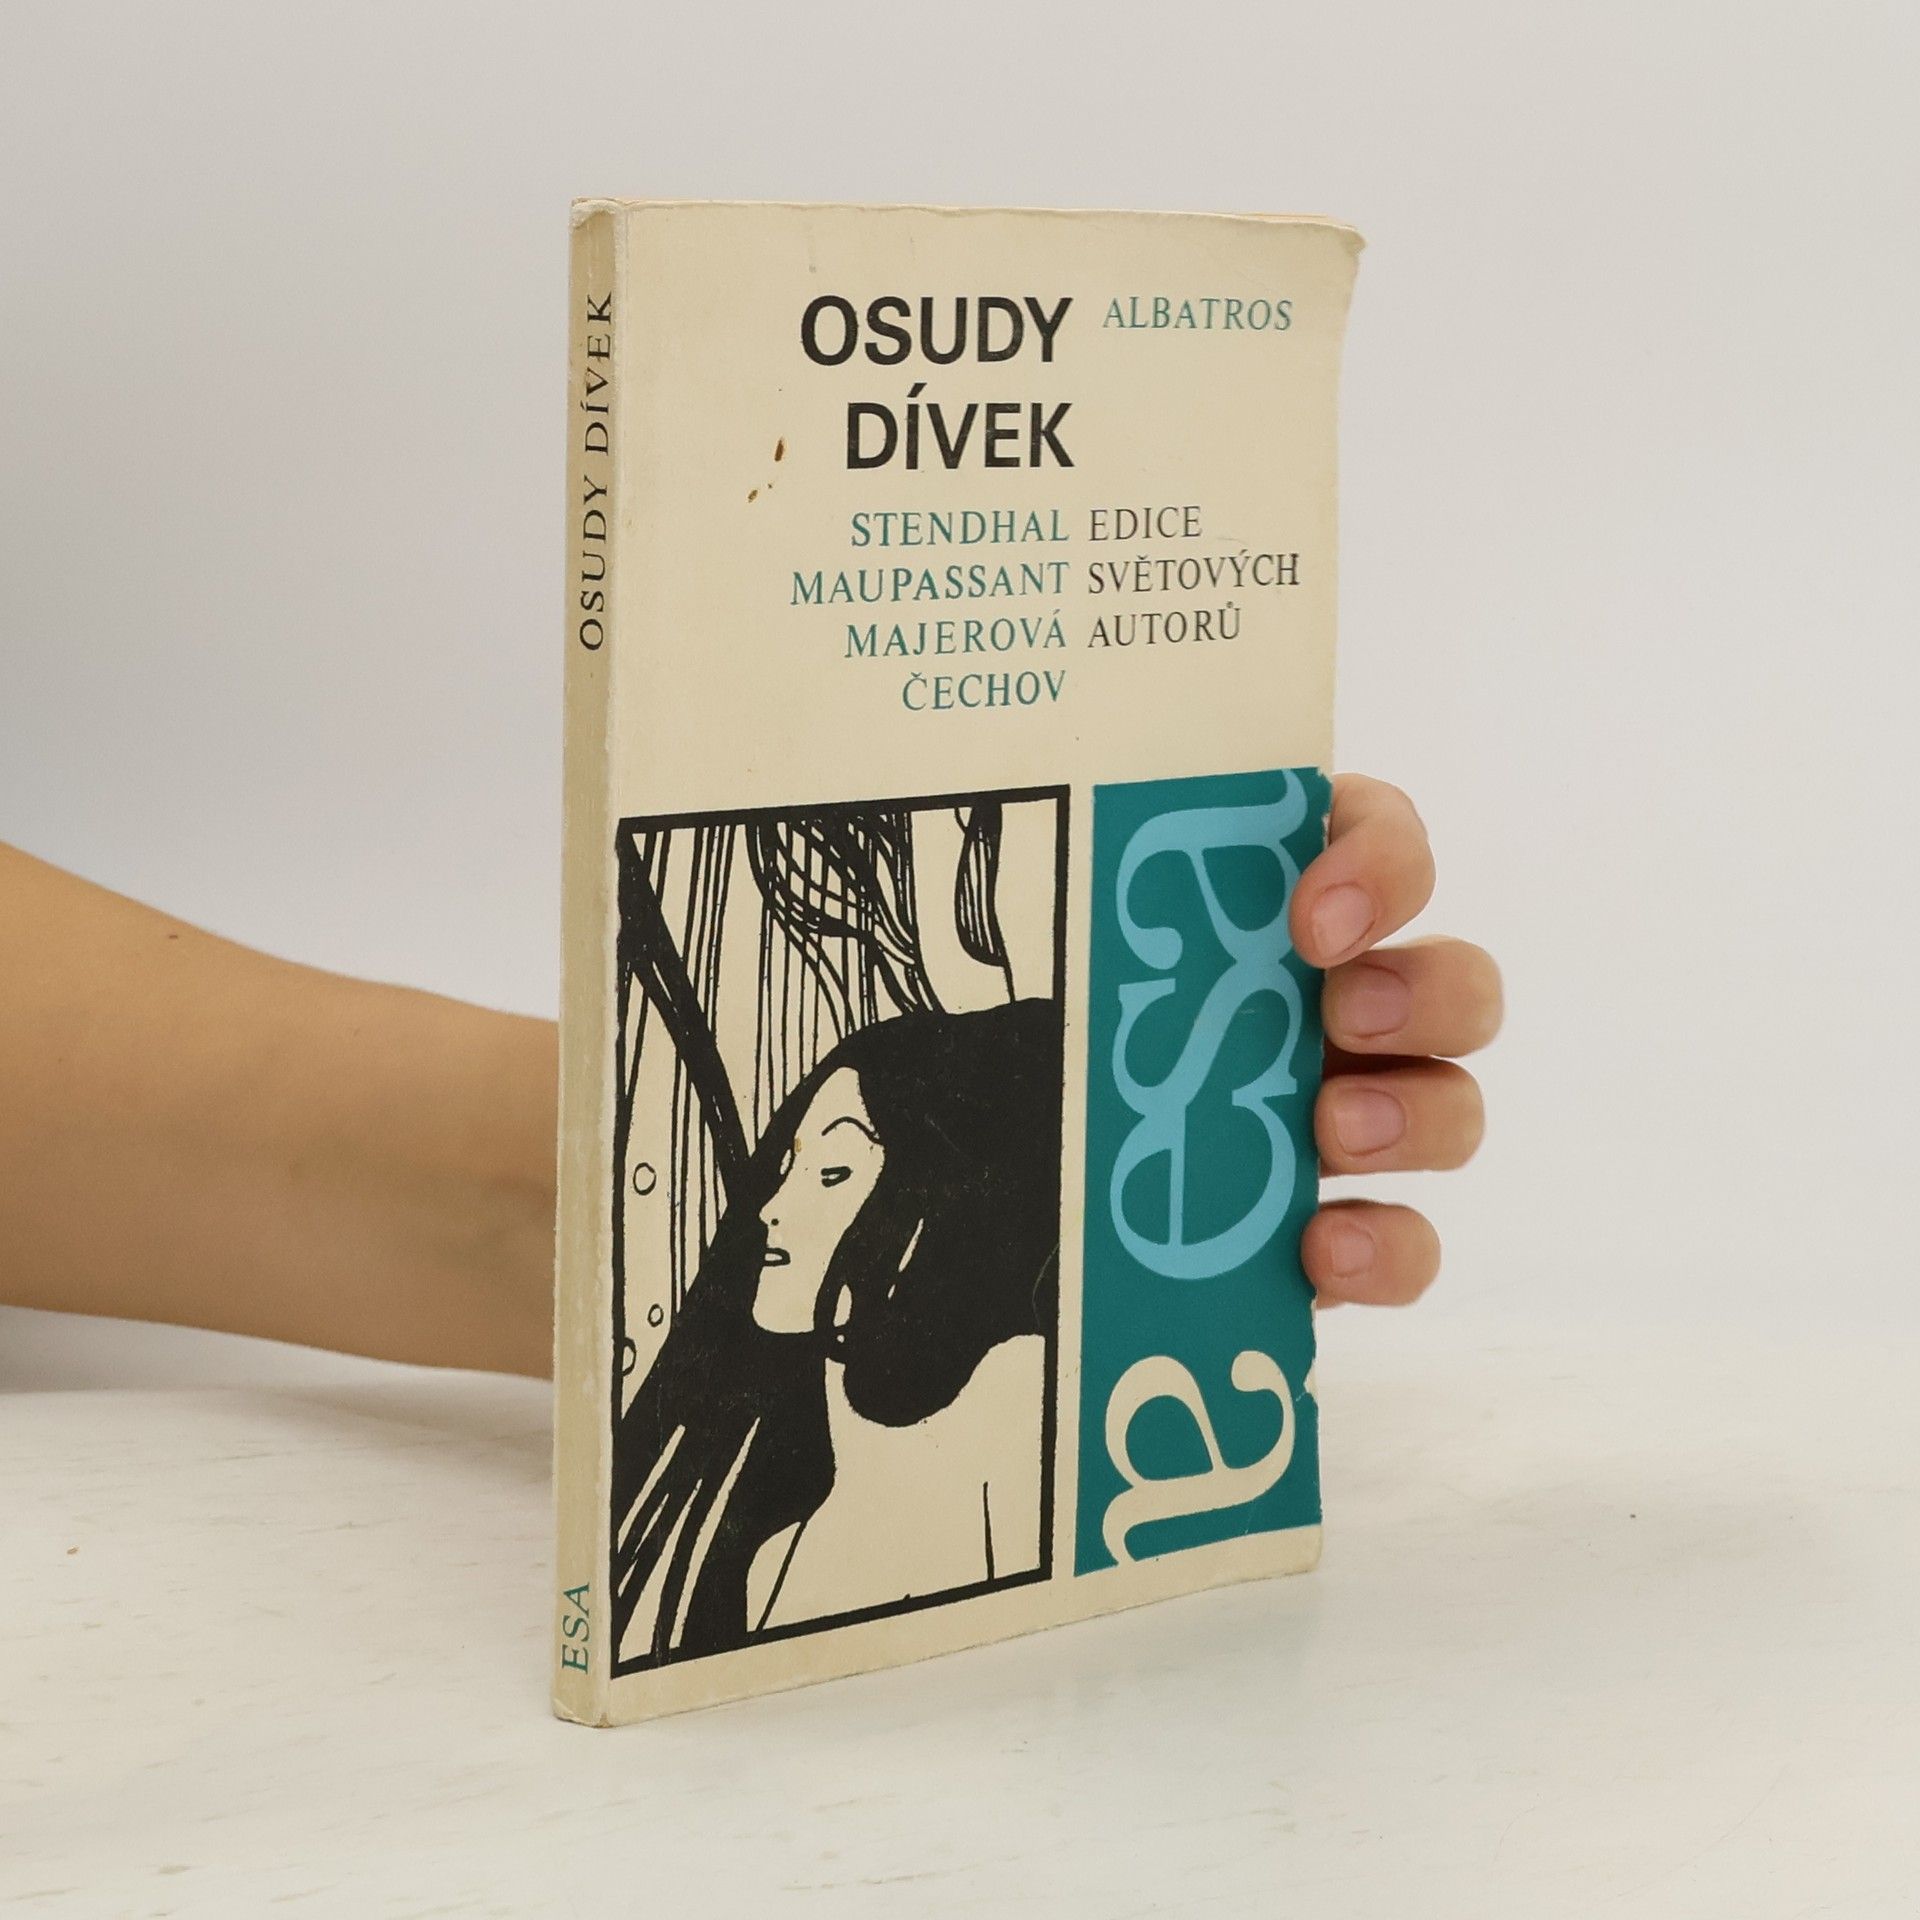 OSUDY DÍVEK
ESA
OSUDY
DÍVEK
ALBATROS
STENDHAL
MAUPASSANT
MAJEROVÁ
ČECHOV
EDICE
SVĚTOVÝCH
AUTORŮ
esa